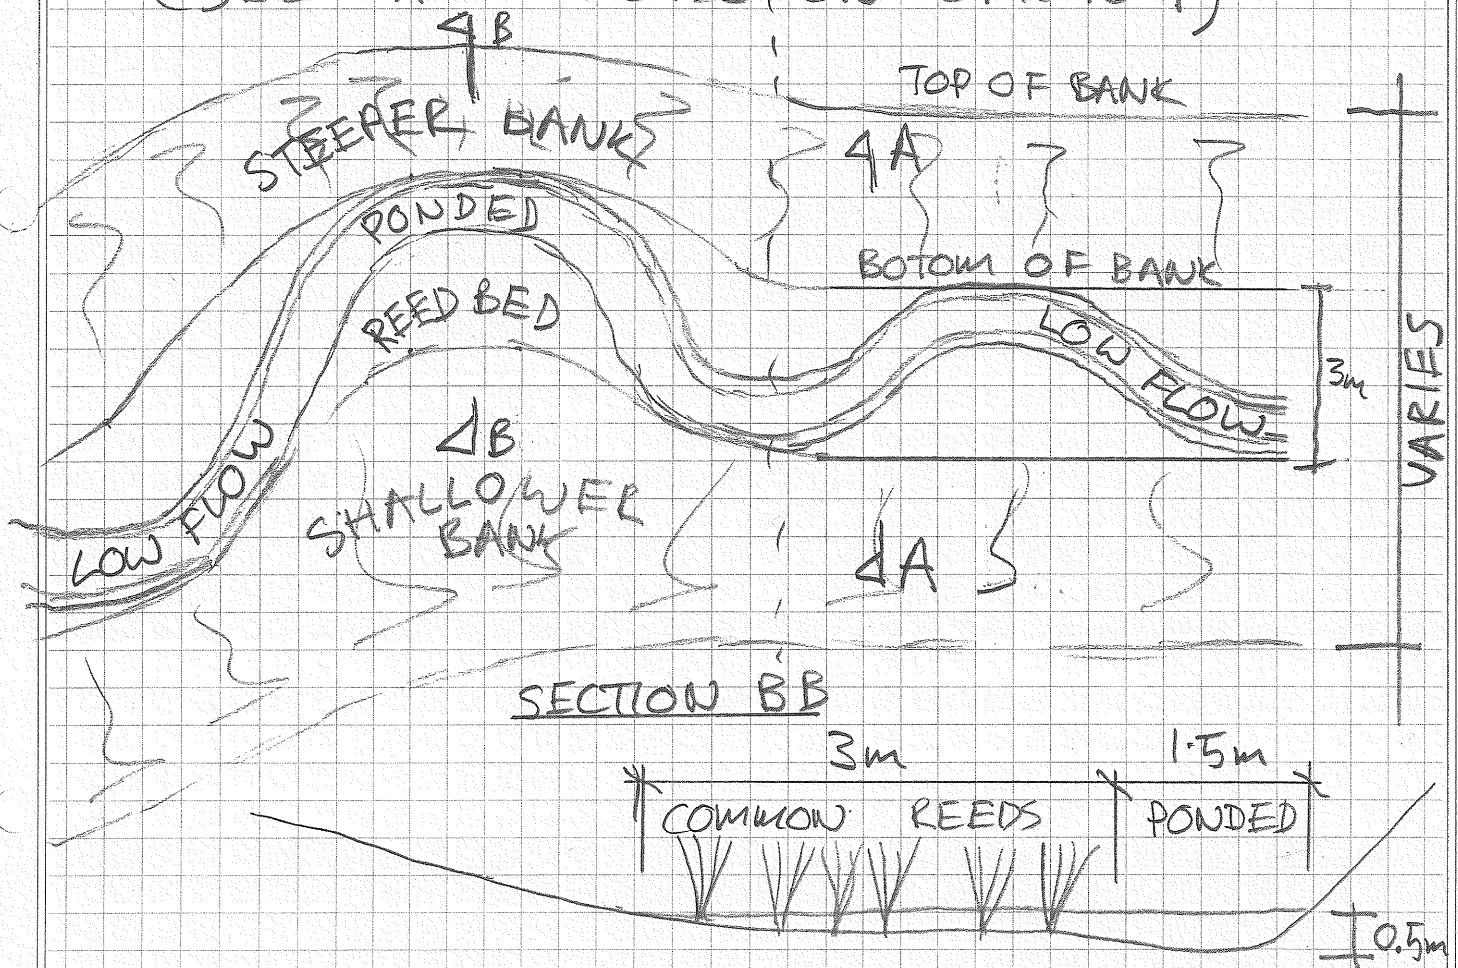 B
TOP OF BANK
STEEPER BANK
A
PONDED
BOTOM OF BANK
REED BED
LOW FLOW
3m
VARIES
B
LOW FLOW
SHALLOWER
BANK
A
SECTION BB
3m
1.5m
COMMON REEDS
PONDED
0.5m